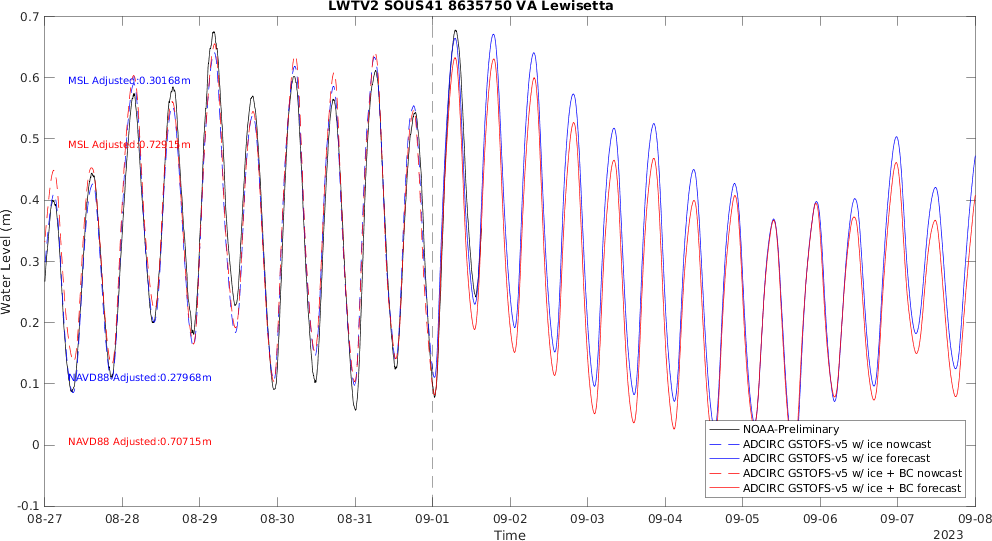 LWTV2 SOUS41 8635750 VA Lewisetta
0.7
0.6
0.5
0.4
0.3
0.2
0.1
0
-0.1
Water Level (m)
MSL Adjusted:0.30168m
MSL Adjusted:0.72915m
NAVD88 Adjusted:0.27968m
NAVD88 Adjusted:0.70715m
NOAA-Preliminary
ADCIRC GSTOFS-v5 w/ ice nowcast
ADCIRC GSTOFS-v5 w/ ice forecast
ADCIRC GSTOFS-v5 w/ ice + BC nowcast
ADCIRC GSTOFS-v5 w/ ice + BC forecast
08-27 08-28 08-29 08-30 08-31 09-01 09-02 09-03 09-04 09-05 09-06 09-07 09-08
Time
2023